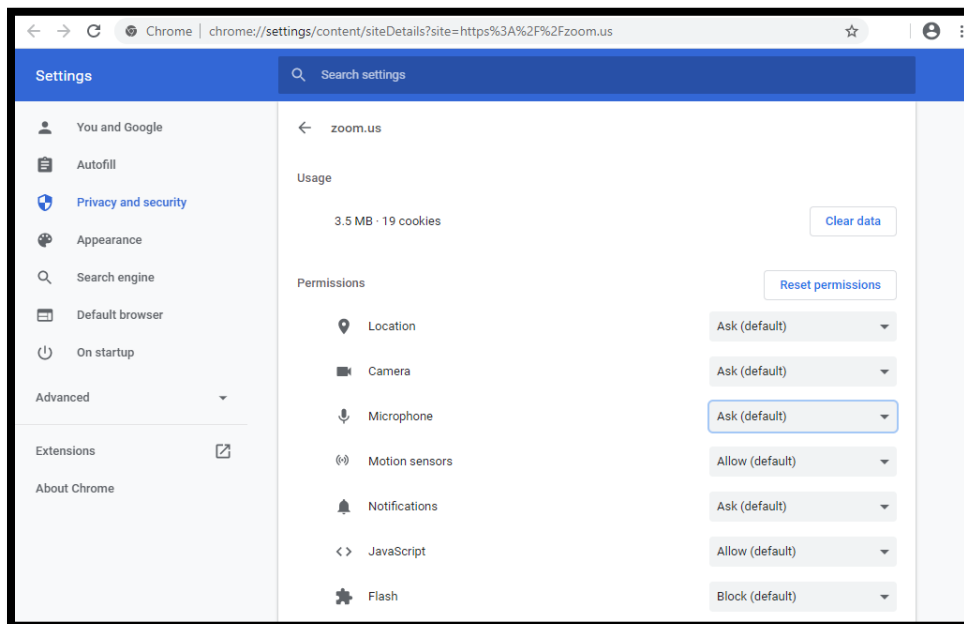 Chrome | chrome://settings/content/siteDetails?site=https%3A%2F%2Fzoom.us
Settings
Search settings
You and Google
Autofill
Privacy and security
Appearance
Search engine
Default browser
On startup
Advanced
Extensions
About Chrome
zoom.us
Usage
3.5 MB · 19 cookies
Clear data
Permissions
Reset permissions
Location
Ask (default)
Camera
Ask (default)
Microphone
Ask (default)
Motion sensors
Allow (default)
Notifications
Ask (default)
JavaScript
Allow (default)
Flash
Block (default)